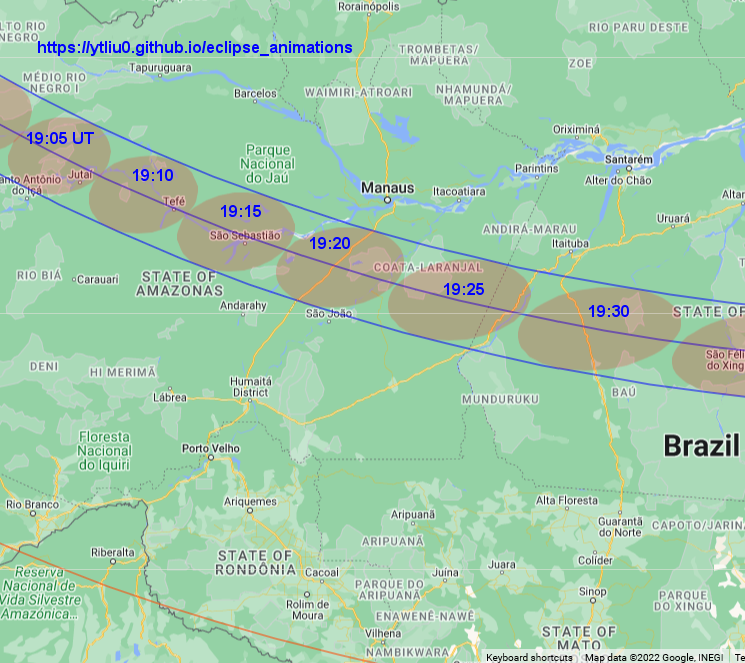 Rorainópolis
ALTO RIO
NEGRO
https://ytliu0.github.io/eclipse_animations
RIO PARU DESTE
TROMBETAS/
MAPUERA
ZOE
Tapuruquara
MÉDIO RIO
NEGRO I
Barcelos
WAIMIRI-ATROARI
NHAMUNDÁ/
MAPUERA
19:05 UT
Oriximiná
Parque
Nacional
do Jaú
Santarém
Parintins
Alter do Chão
19:10
Jutaí
anto Antônio
do Içá
Manaus
Itacoatiara
Altar
Tefé
19:15
Uruará
ANDIRÁ-MARAU
São Sebastião
19:20
Itaituba
RIO BIÁ
Carauari
STATE OF
AMAZONAS
COATA-LARANJAL
19:25
Andarahy
São João
19:30
STATE OF
São Féli
do Xing
DENI
HI MERIMÃ
Humaitá
District
Lábrea
MUNDURUKU
BAÚ
Floresta
Nacional
do Iquiri
Porto Velho
Brazil
Rio Branco
Ariquemes
Alta Floresta
Aripuanã
Guarantã
do Norte
CAPOTO/JARINA
ARIPUANÃ
Riberalta
STATE OF
RONDÔNIA
Colíder
Reserva
Nacional de
Vida Silvestre
Amazónica...
Cacoal
Juína
Juara
PARQUE DO
ARIPUANÃ
Sinop
PARQUE
DO XINGU
Rolim de
Moura
ENAWENÊ-NAWÊ
Vilhena
NAMBIKWARA
STATE OF
MATO
Keyboard shortcuts
Map data ©2022 Google, INEGI
Te